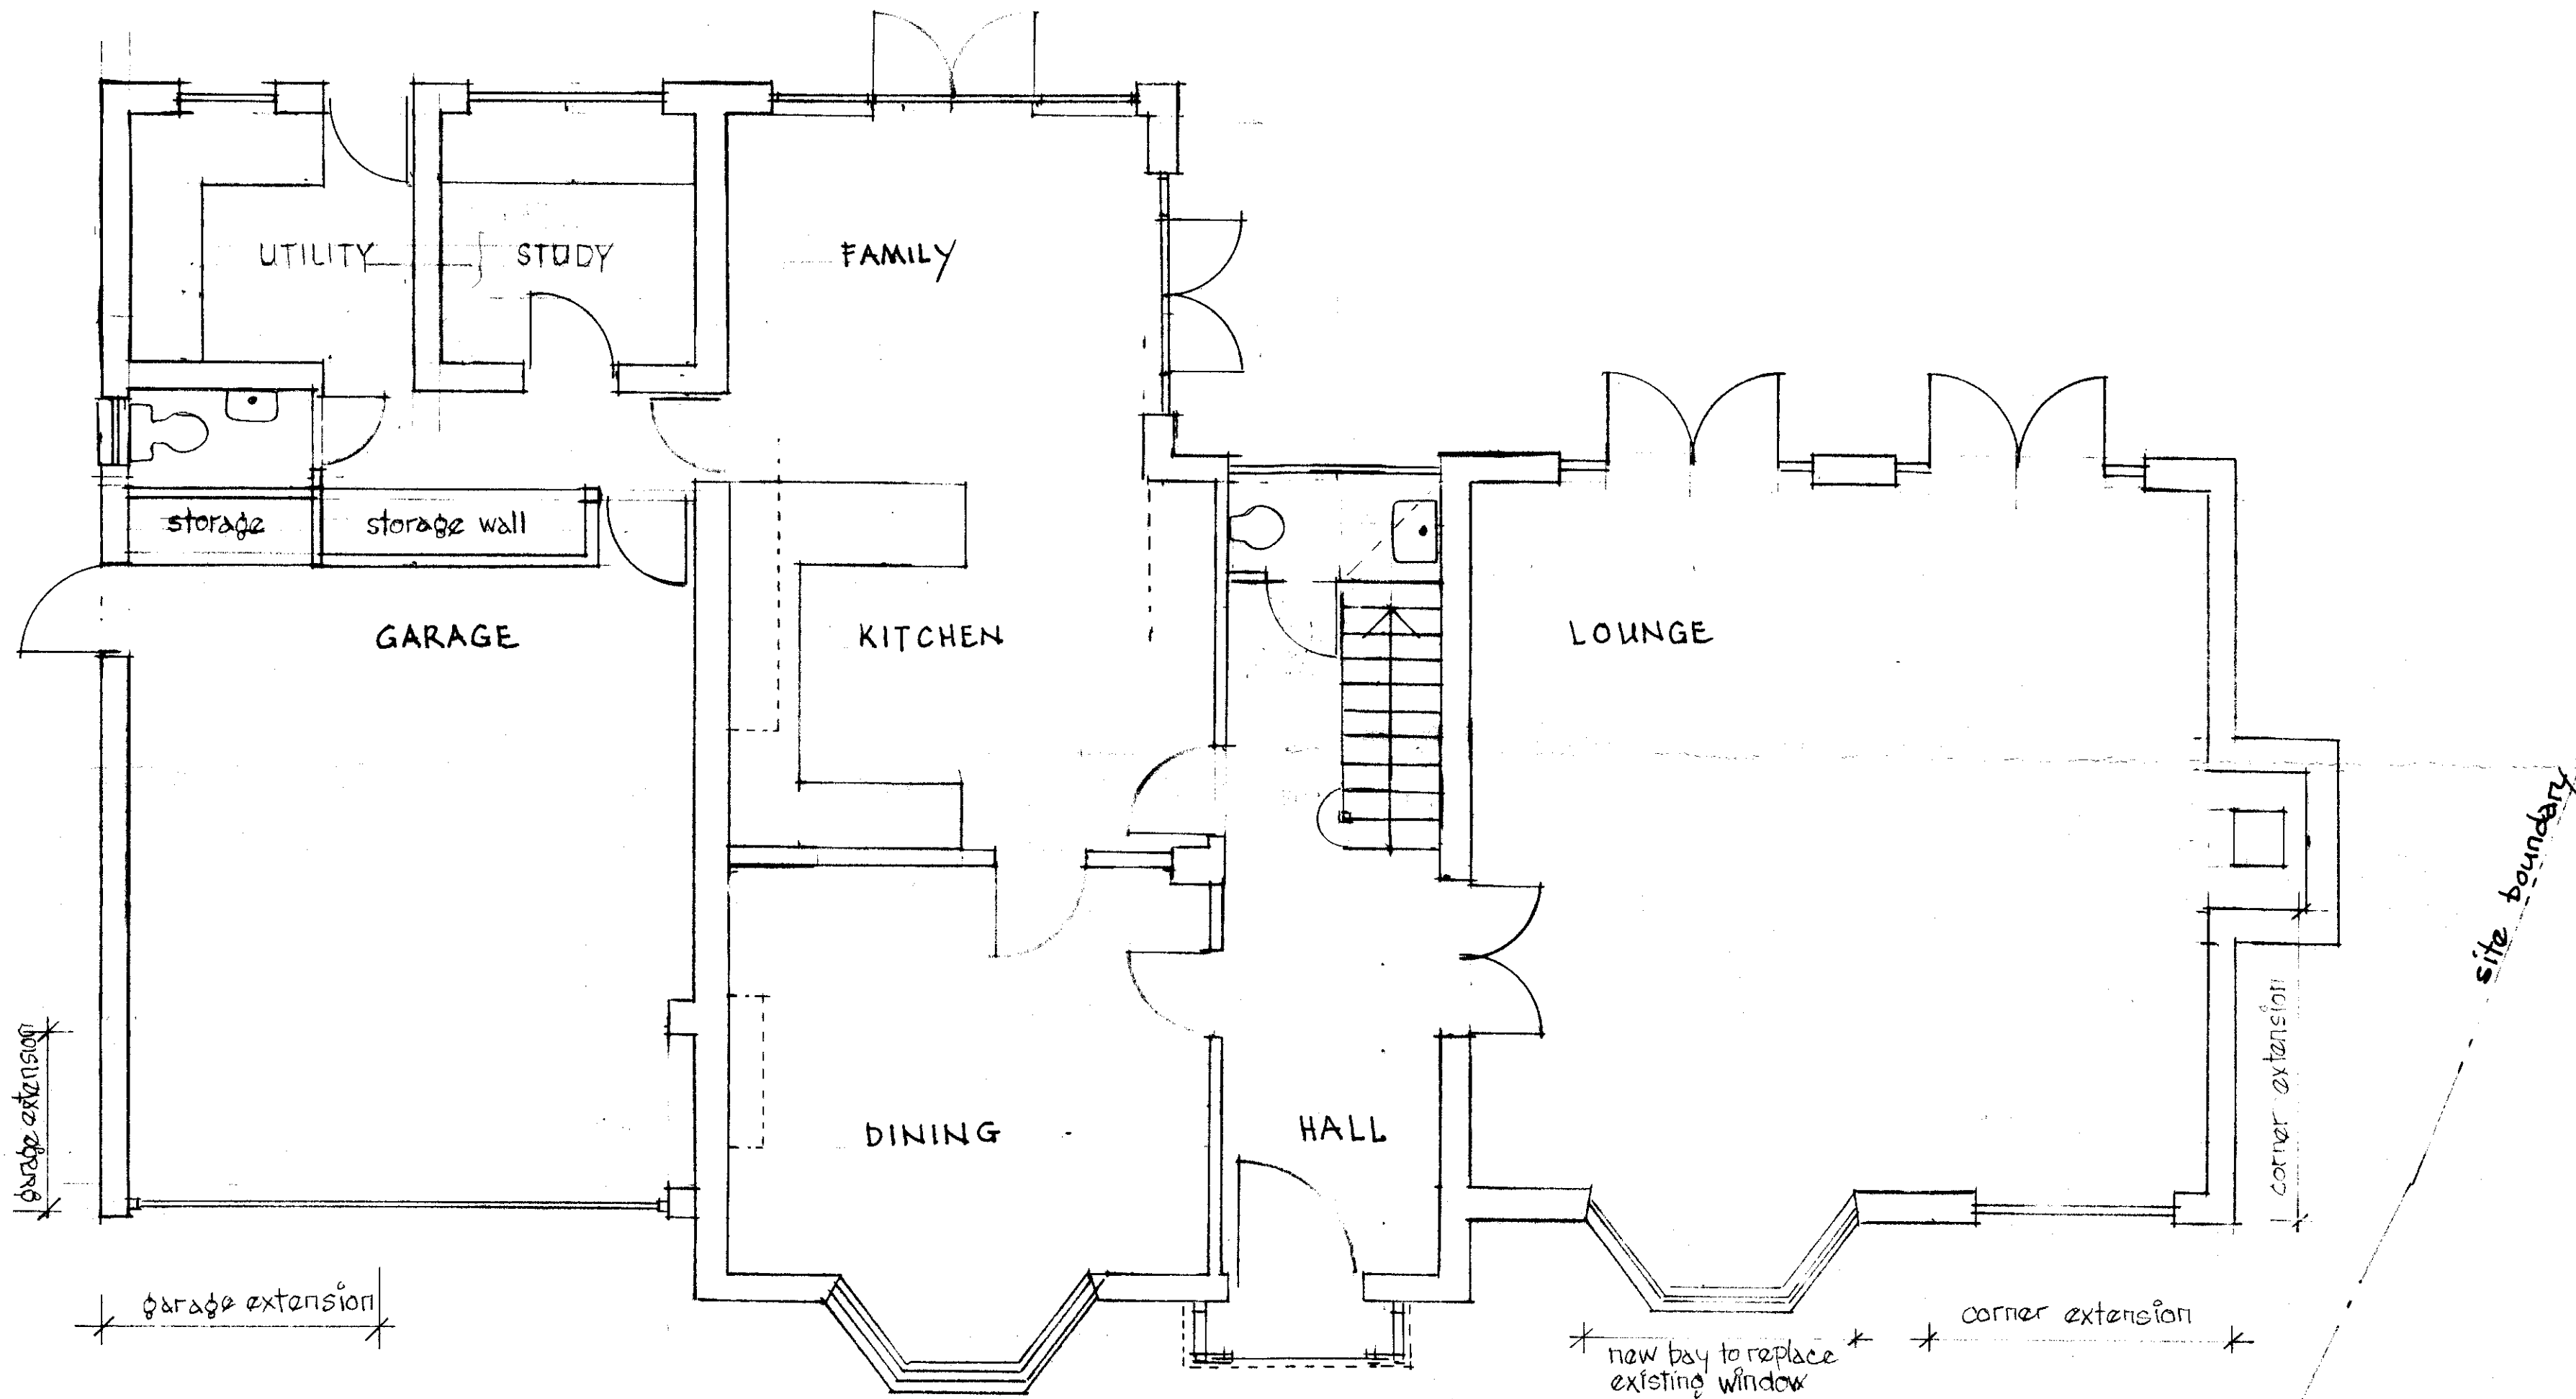 UTILITY
STUDY
FAMILY
storage
storage wall
GARAGE
KITCHEN
LOUNGE
site boundary
garage extension
corner extension
DINING
HALL
garage extension
corner extension
new bay to replace
existing window